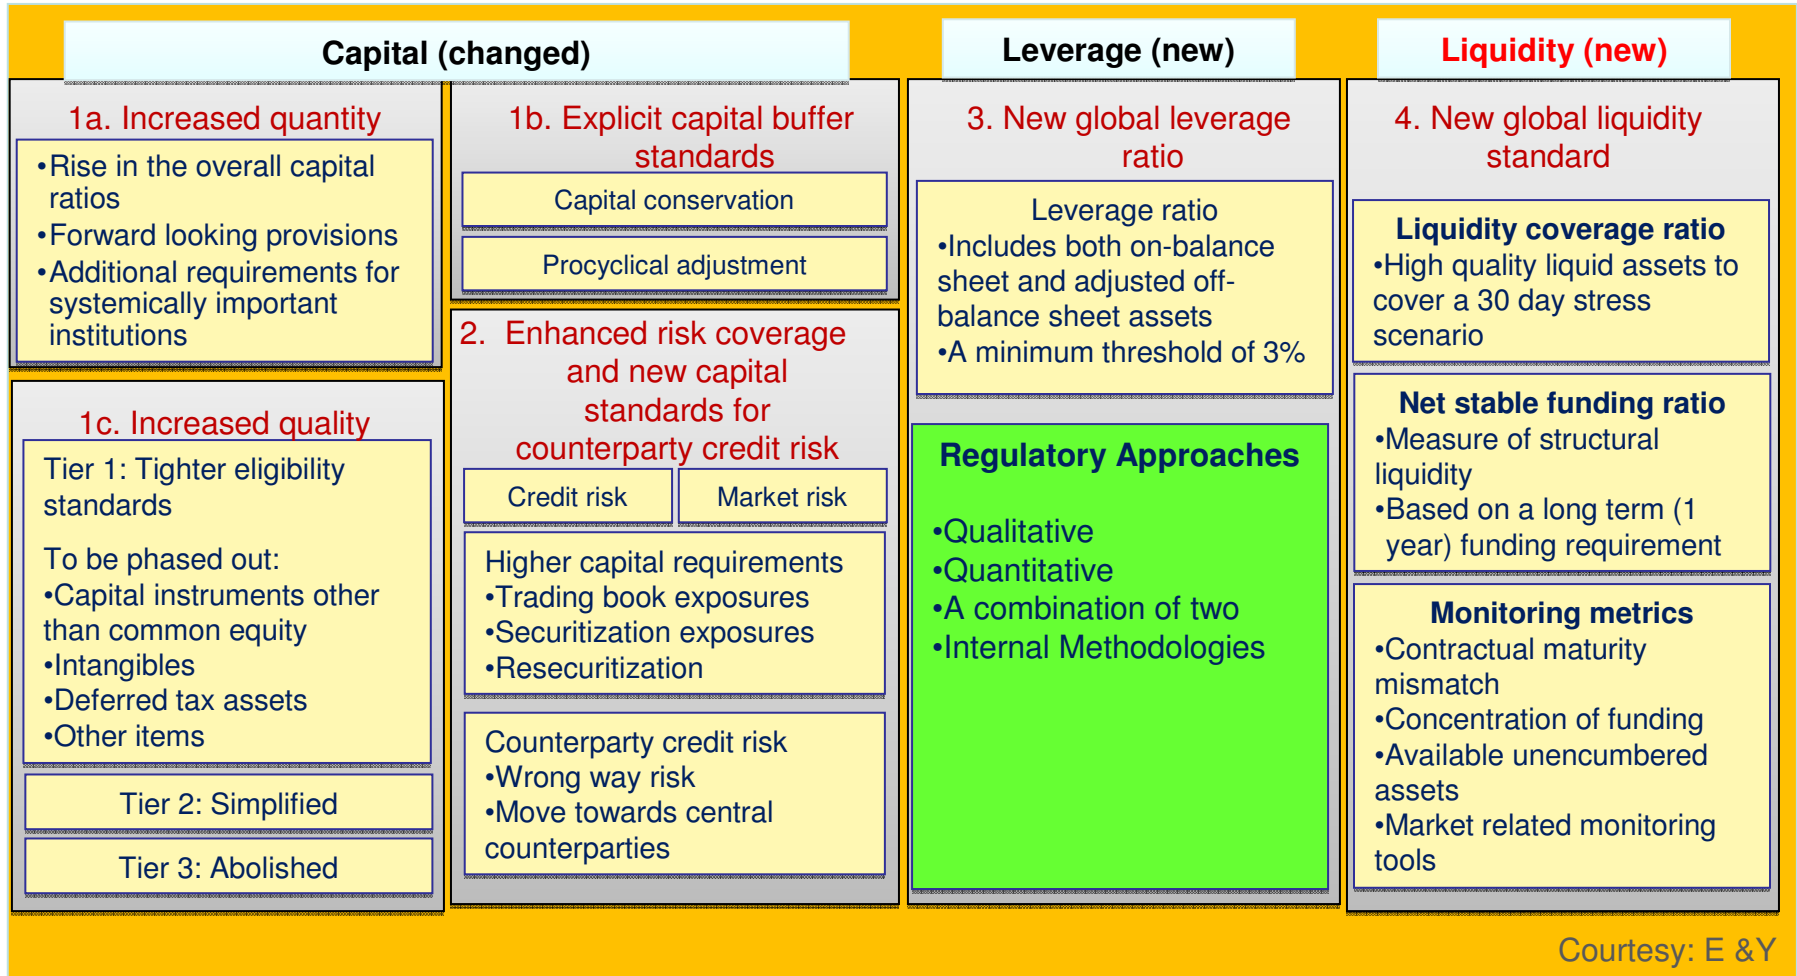 Capital (changed)
Leverage (new)
Liquidity (new)
1a. Increased quantity
•Rise in the overall capital
ratios
•Forward looking provisions
•Additional requirements for
systemically important
institutions
1b. Explicit capital buffer
standards
Capital conservation
Procyclical adjustment
1c. Increased quality
Tier 1: Tighter eligibility
standards
To be phased out:
•Capital instruments other
than common equity
•Intangibles
•Deferred tax assets
•Other items
Tier 2: Simplified
Tier 3: Abolished
2. Enhanced risk coverage
and new capital
standards for
counterparty credit risk
Credit risk
Market risk
Higher capital requirements
•Trading book exposures
•Securitization exposures
•Resecuritization
Counterparty credit risk
•Wrong way risk
•Move towards central
counterparties
3. New global leverage
ratio
Leverage ratio
•Includes both on-balance
sheet and adjusted off-
balance sheet assets
•A minimum threshold of 3%
Regulatory Approaches
•Qualitative
•Quantitative
•A combination of two
•Internal Methodologies
4. New global liquidity
standard
Liquidity coverage ratio
•High quality liquid assets to
cover a 30 day stress
scenario
Net stable funding ratio
•Measure of structural
liquidity
•Based on a long term (1
year) funding requirement
Monitoring metrics
•Contractual maturity
mismatch
•Concentration of funding
•Available unencumbered
assets
•Market related monitoring
tools
Courtesy: E &Y